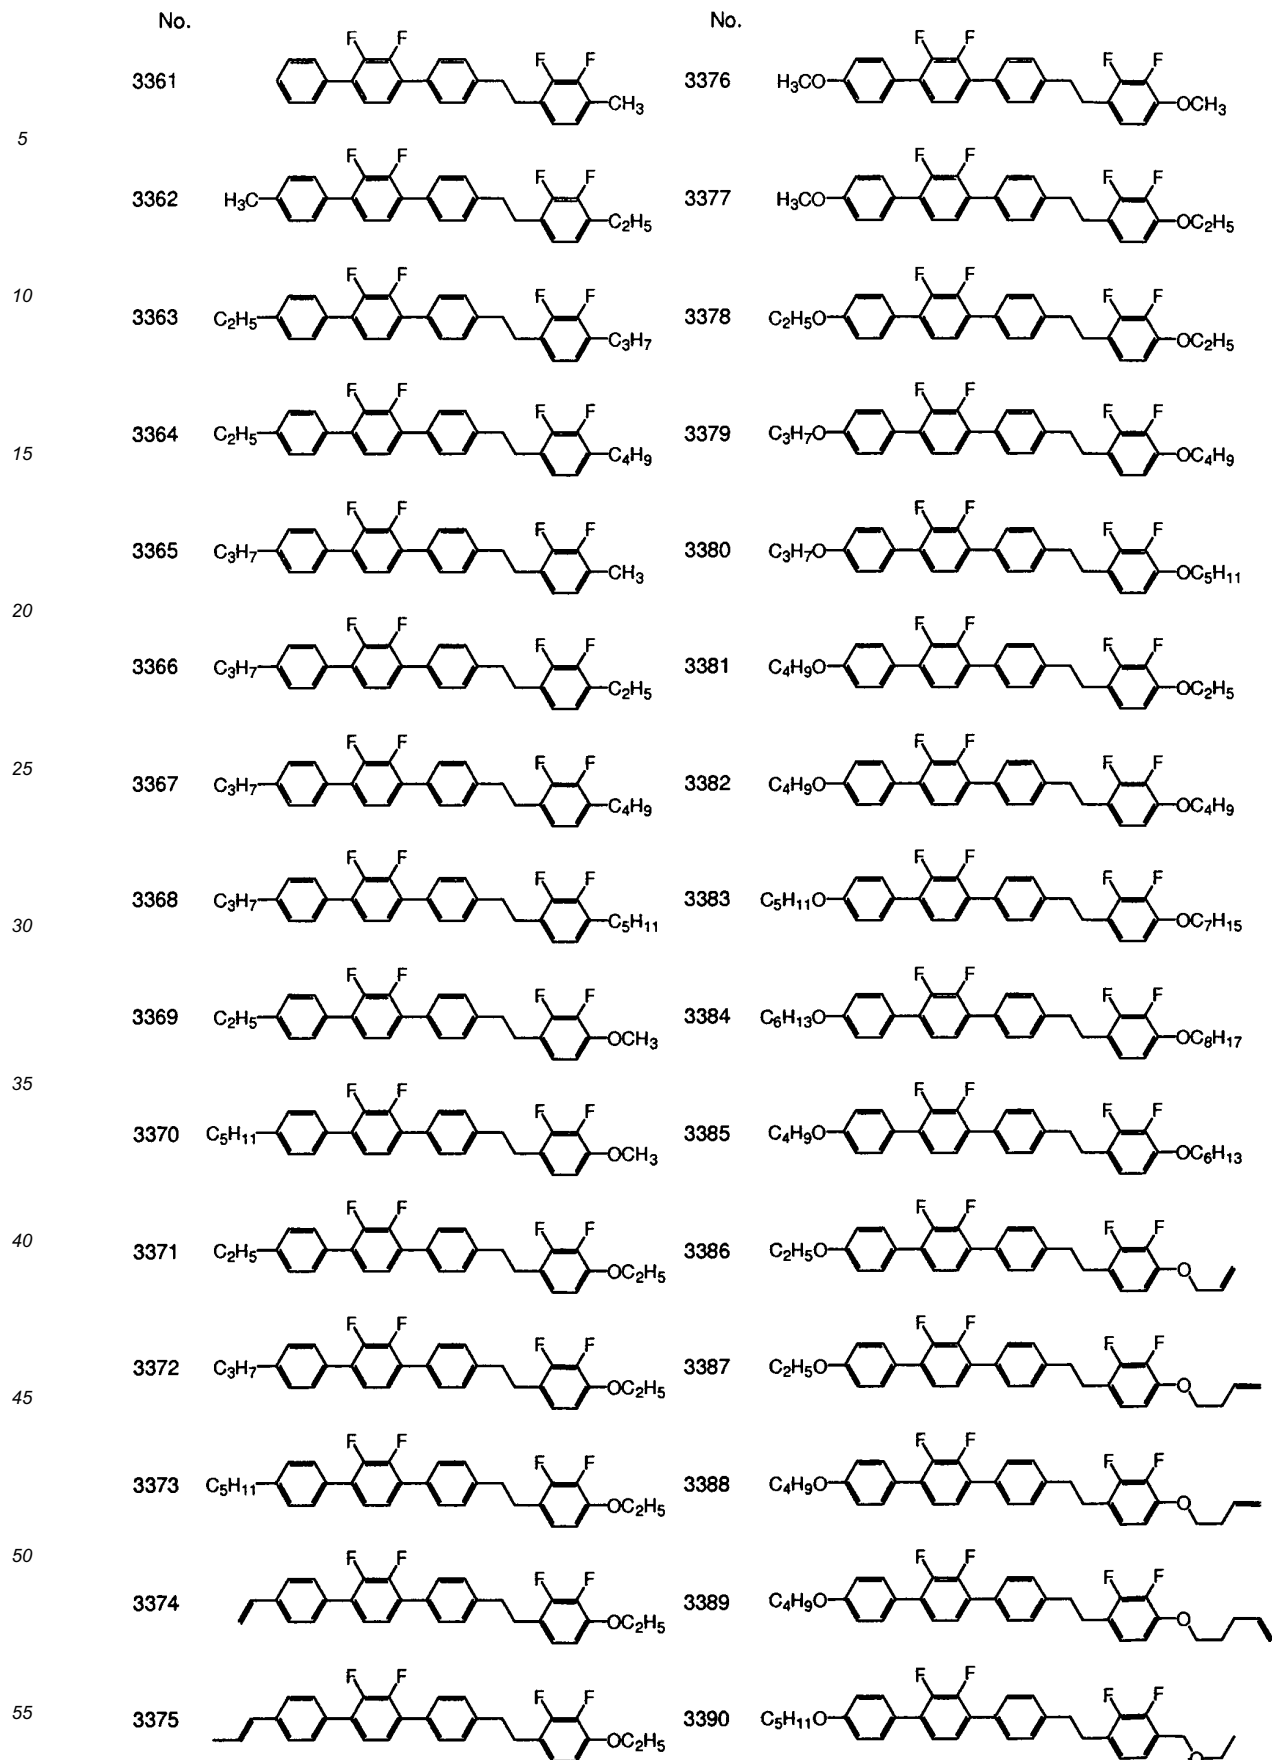 No. No.
F F F F F F F F
3361 CH3 3376 H3CO OCH3
5
F F F F F F F F
3362 H3C C2H5 3377 H3CO OC2H5
F F F F F F F F
10
3363 C2H5 C3H7 3378 C2H5O OC2H5
F F F F F F F F
3364 C2H5 C4H9 3379 C3H7O OC4H9
15
F F F F F F F F
3365 C3H7 CH3 3380 C3H7O OC5H11
20
F F F F F F F F
3366 C3H7 C2H5 3381 C4H9O OC2H5
F F F F F F F F
25
3367 C3H7 C4H9 3382 C4H9O OC4H9
F F F F F F F F
3368 C3H7 C5H11 3383 C5H11O OC7H15
30
F F F F F F F F
3369 C2H5 OCH3 3384 C6H13O OC8H17
35
F F F F F F F F
3370 C5H11 OCH3 3385 C4H9O OC6H13
F F F F F F F F
40
3371 C2H5 OC2H5 3386 C2H5O O
F F F F F F F F
3372 C3H7 OC2H5 3387 C2H5O O
45
F F F F F F F F
3373 C5H11 OC2H5 3388 C4H9O O
50
F F F F F F F F
3374 OC2H5 3389 C4H9O O
F F F F F F F F
55
3375 OC2H5 3390 C5H11O O